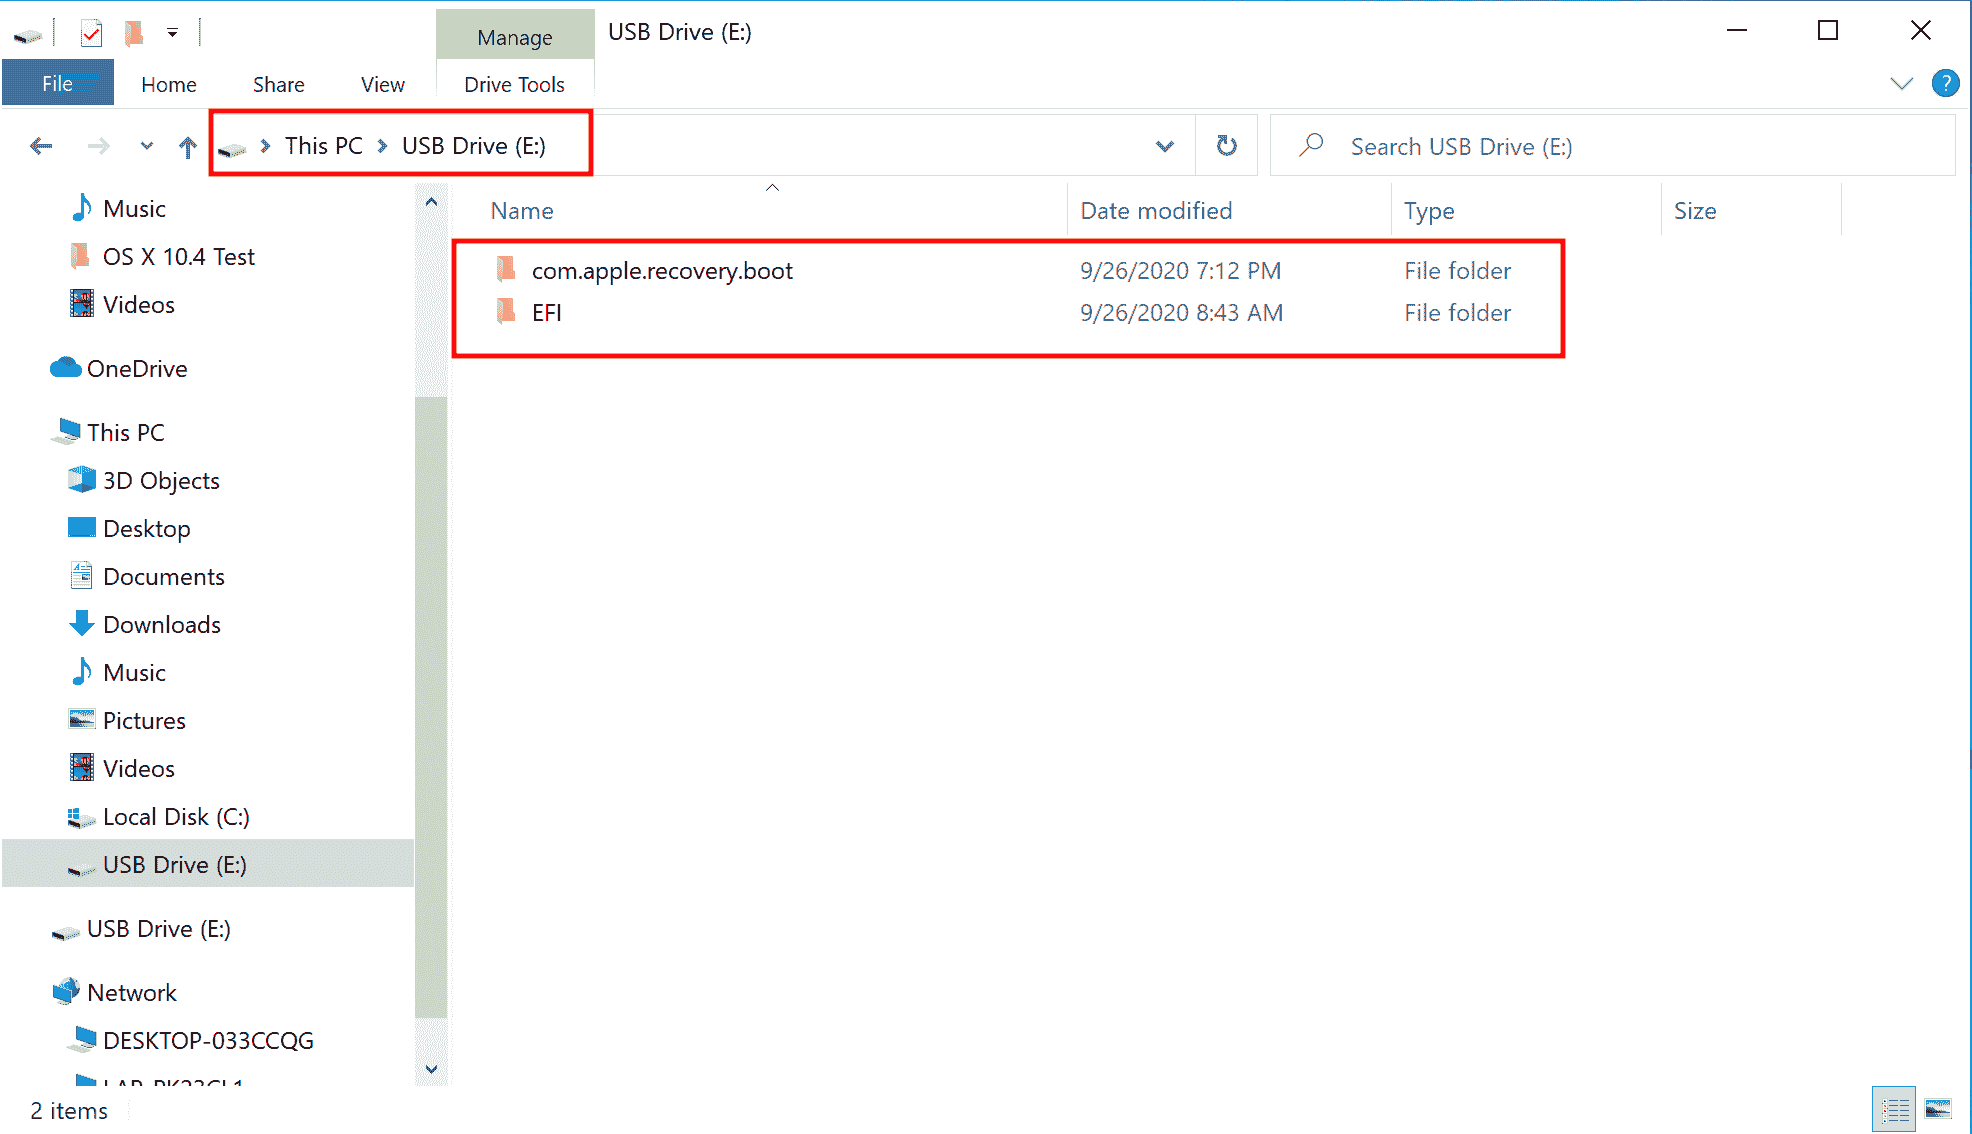 Manage
USB Drive (E:)
File
Home
Share
View
Drive Tools
?
This PC
USB Drive (E:)
Search USB Drive (E:)
Music
OS X 10.4 Test
Videos
OneDrive
This PC
3D Objects
Desktop
Documents
Downloads
Music
Pictures
Videos
Local Disk (C:)
USB Drive (E:)
USB Drive (E:)
Network
DESKTOP-033CCQG
Name
Date modified
Type
Size
com.apple.recovery.boot
9/26/2020 7:12 PM
File folder
EFI
9/26/2020 8:43 AM
File folder
2 items